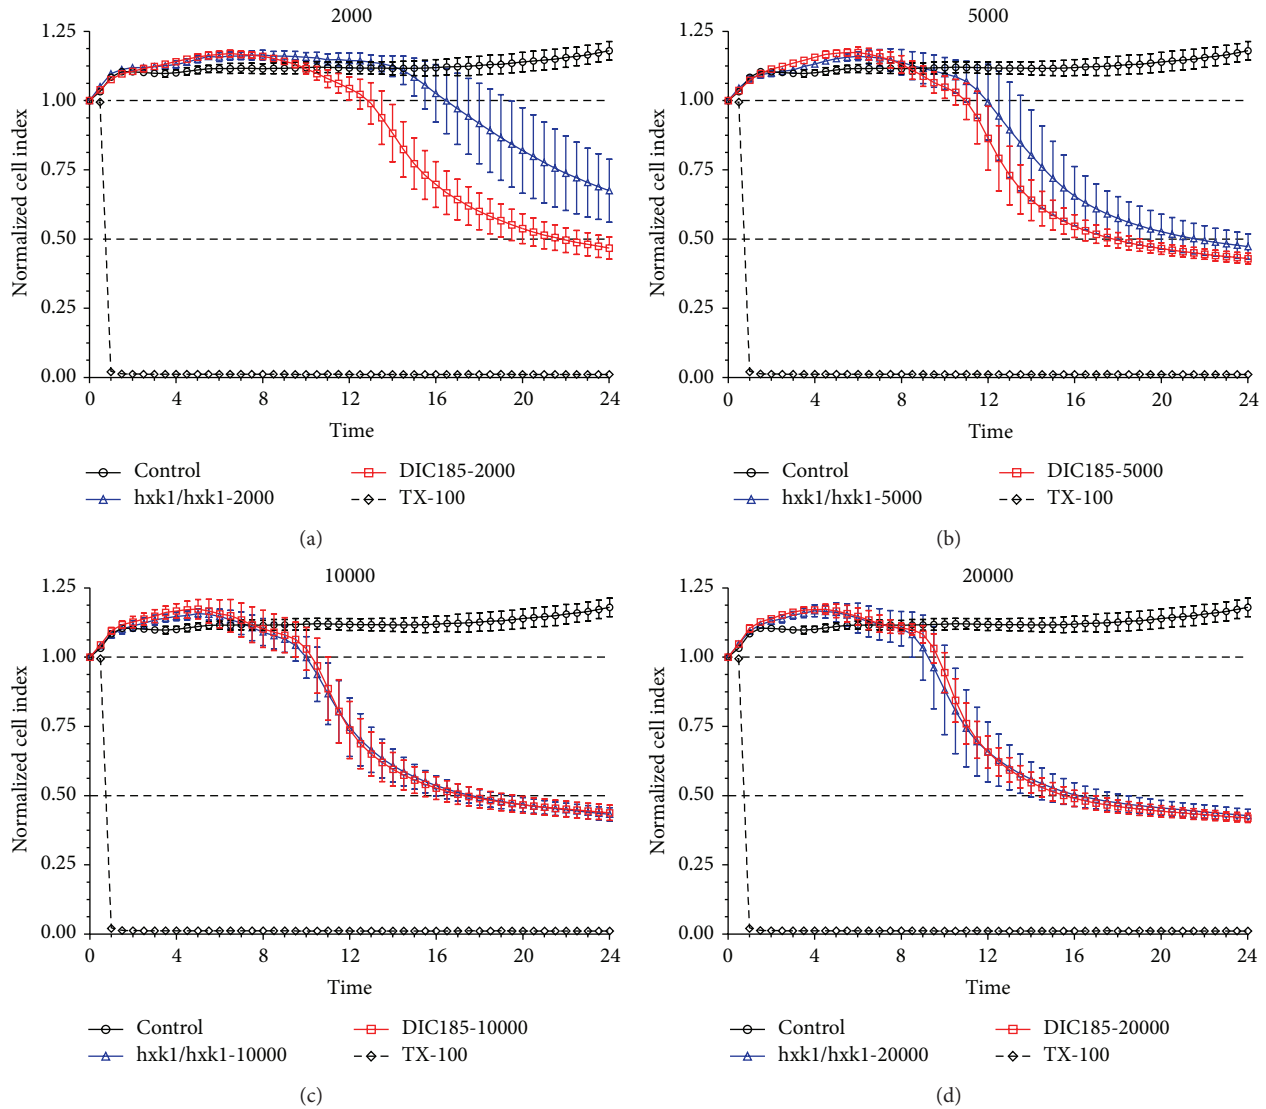 2000
Normalized cell index
1.25
1.00
0.75
0.50
0.25
0.00
0 4 8 12 16 20 24
Time
Control
DIC185-2000
hxk1/hxk1-2000
TX-100
(a)
5000
Normalized cell index
1.25
1.00
0.75
0.50
0.25
0.00
0 4 8 12 16 20 24
Time
Control
DIC185-5000
hxk1/hxk1-5000
TX-100
(b)
10000
Normalized cell index
1.25
1.00
0.75
0.50
0.25
0.00
0 4 8 12 16 20 24
Time
Control
DIC185-10000
hxk1/hxk1-10000
TX-100
(c)
20000
Normalized cell index
1.25
1.00
0.75
0.50
0.25
0.00
0 4 8 12 16 20 24
Time
Control
DIC185-20000
hxk1/hxk1-20000
TX-100
(d)